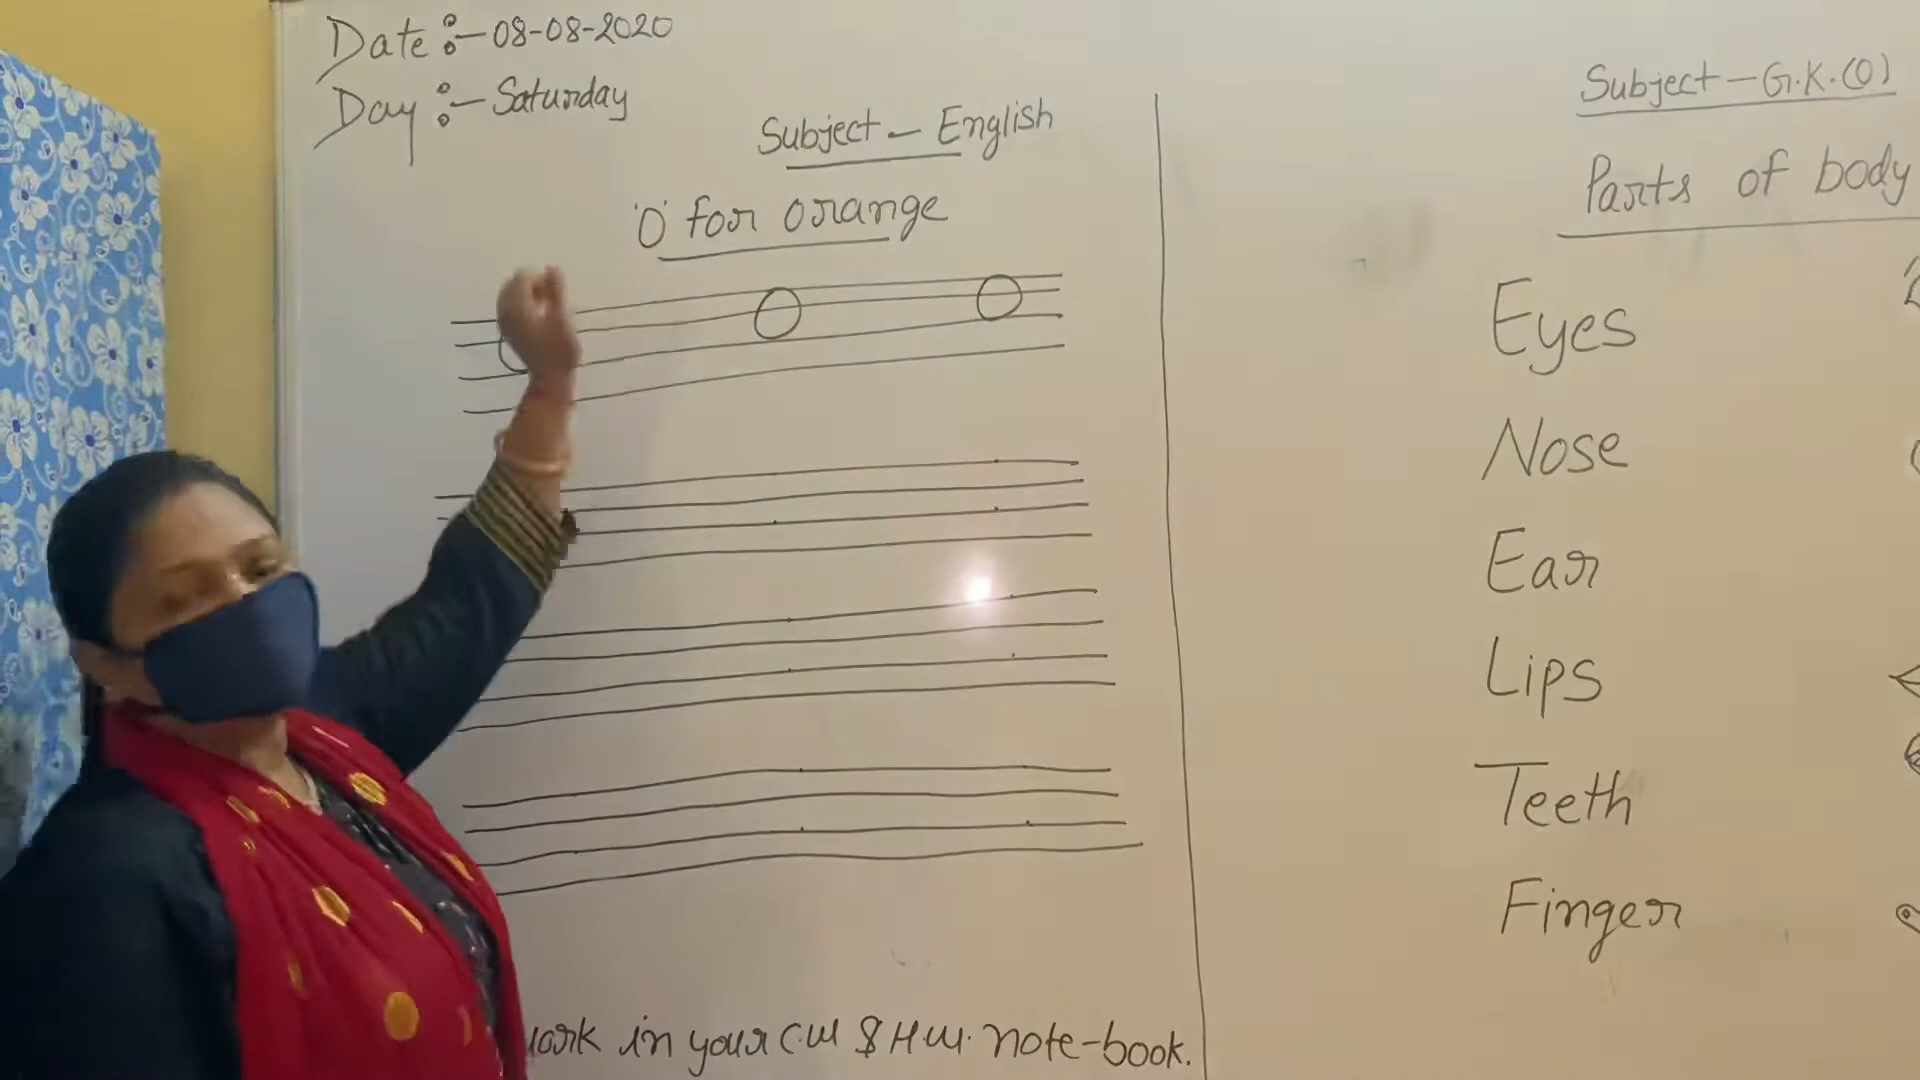 Date :- 08-08-2020
Day :- Saturday
Subject - English
'O' for orange
O O
in your C.W & H.W. note-book.
Subject - G.K.(O)
Parts of body
Eyes
Nose
Ear
Lips
Teeth
Finger